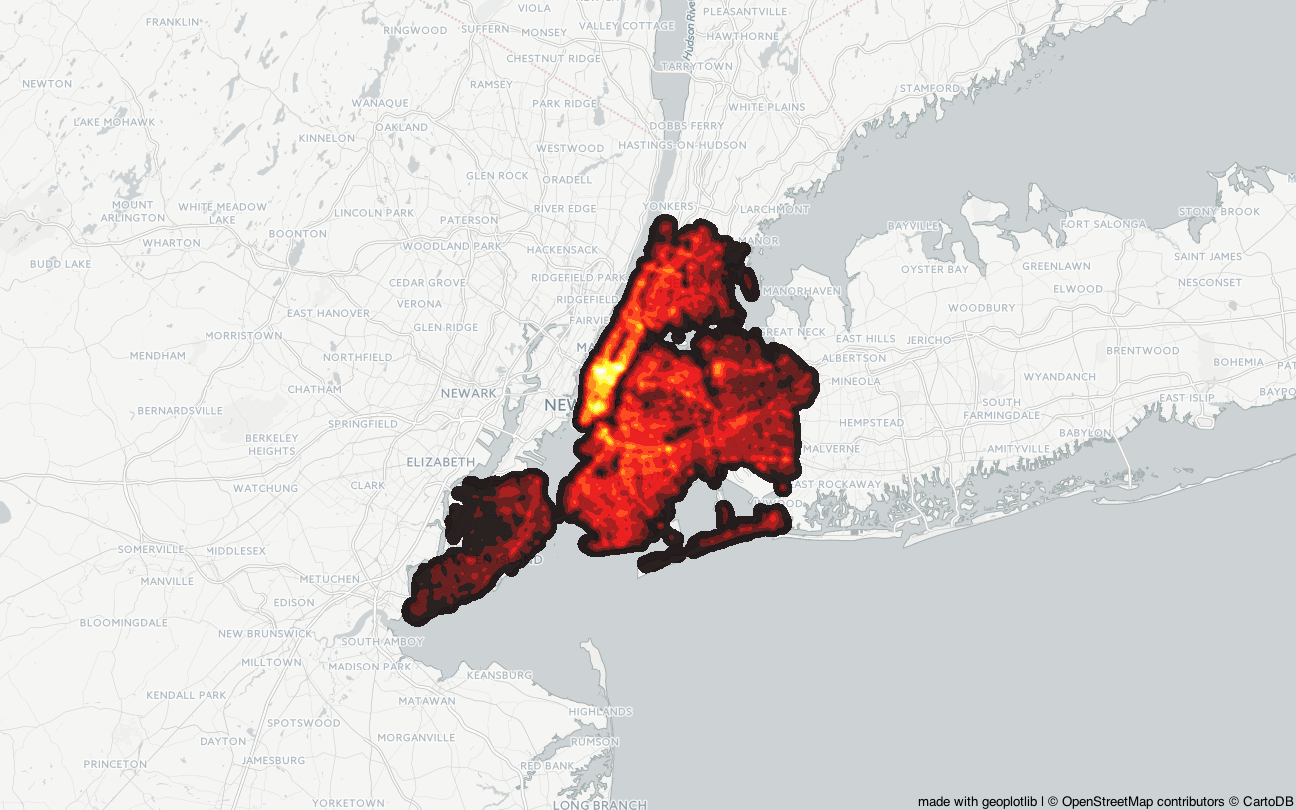 FRANKLIN
VIOLA
PLEASANTVILLE
RINGWOOD
SUFFERN
MONSEY
VALLEY COTTAGE
Hudson River
HAWTHORNE
CHESTNUT RIDGE
TARRYTOWN
NEWTON
RAMSEY
STAMFORD
WANAQUE
PARK RIDGE
WHITE PLAINS
LAKE MOHAWK
OAKLAND
DOBBS FERRY
KINNELON
WESTWOOD
HASTINGS-ON-HUDSON
GLEN ROCK
ORADELL
MOUNT
ARLINGTON
WHITE MEADOW
LAKE
LINCOLN PARK
RIVER EDGE
YONKERS
LARCHMONT
STONY BROOK
PATERSON
BAYVILLE
FORT SALONGA
BOONTON
WHARTON
WOODLAND PARK
HACKENSACK
MANOR
SAINT JAMES
BUDD LAKE
OYSTER BAY
GREENLAWN
CEDAR GROVE
RIDGEFIELD PARK
MANORHAVEN
ELWOOD
NESCONSET
VERONA
RIDGEFIELD
WOODBURY
EAST HANOVER
FAIRVI
GLEN RIDGE
GREAT NECK
MORRISTOWN
EAST HILLS
JERICHO
MA
MENDHAM
NORTHFIELD
ALBERTSON
BRENTWOOD
BOHEMIA
PAT
CHATHAM
NEWARK
MINEOLA
WYANDANCH
BAYPO
EAST ISLIP
BERNARDSVILLE
NEW
SOUTH
FARMINGDALE
SPRINGFIELD
HEMPSTEAD
BERKELEY
HEIGHTS
BABYLON
ELIZABETH
MALVERNE
AMITYVILLE
WATCHUNG
CLARK
EAST ROCKAWAY
INWOOD
SOMERVILLE
MIDDLESEX
METUCHEN
MANVILLE
EDISON
BLOOMINGDALE
NEW BRUNSWICK
SOUTH AMBOY
MILLTOWN
MADISON PARK
KEANSBURG
KENDALL PARK
MATAWAN
HIGHLANDS
SPOTSWOOD
DAYTON
MORGANVILLE
RUMSON
PRINCETON
JAMESBURG
RED BANK
YORKETOWN
LONG BRANCH
made with geoplotlib | © OpenStreetMap contributors © CartoDB